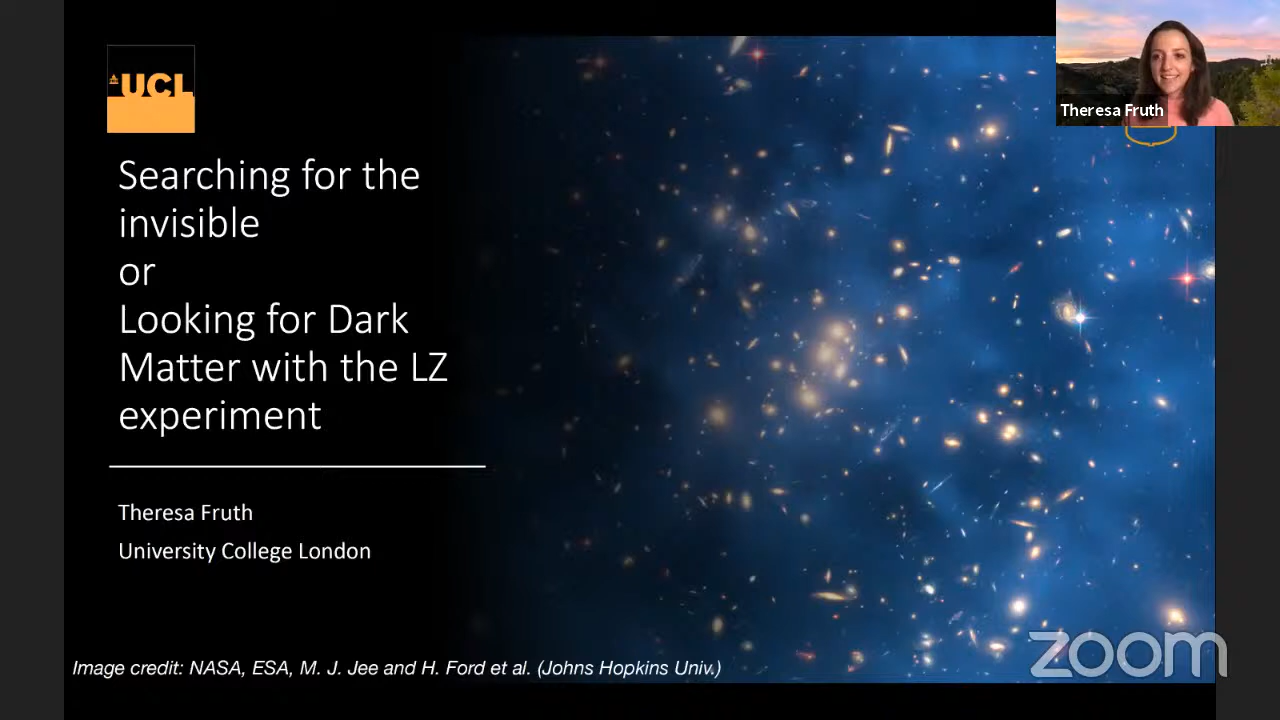 UCL
Theresa Fruth
Searching for the
invisible
or
Looking for Dark
Matter with the LZ
experiment
Theresa Fruth
University College London
Image credit: NASA, ESA, M. J. Jee and H. Ford et al. (Johns Hopkins Univ.)
zoom